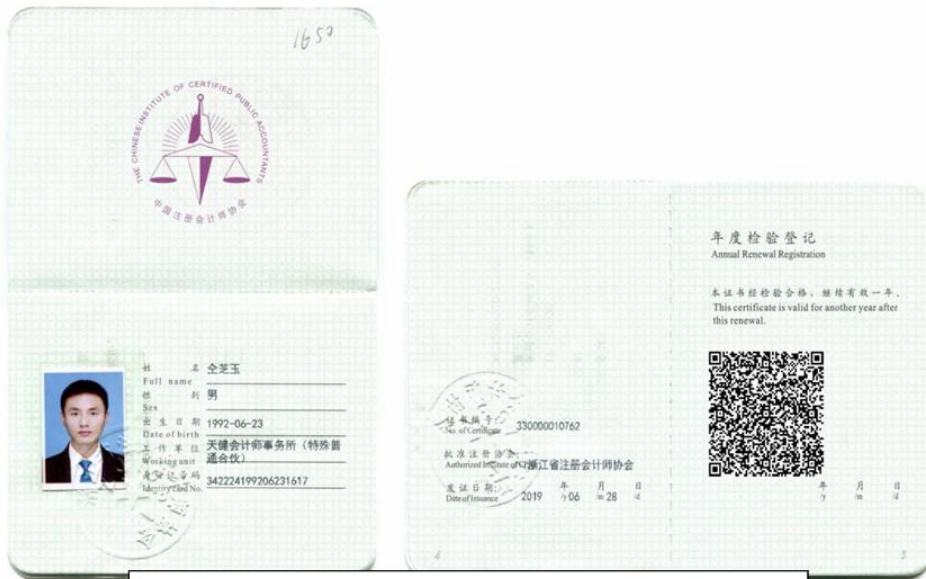 1650
THE CHINESE INSTITUTE OF CERTIFIED PUBLIC ACCOUNTANTS
中国注册会计师协会
姓 名 仝芝玉
Full name
性 别 男
Sex
出生日期 1992-06-23
Date of birth
工作单位 天健会计师事务所（特殊普
通合伙）
Working unit
身份证号码 342224199206231617
Identity card No.
证书编号：
No. of Certificate 330000010762
批准注册协会：
Authorized Institute of 浙江省注册会计师协会
发证日期： 年 月 日
Date of Issuance 2019 /y 06 /m 28 /d
4
年度检验登记
Annual Renewal Registration
本证书经检验合格，继续有效一年。
This certificate is valid for another year after
this renewal.
年 月 日
/y /m /d
5